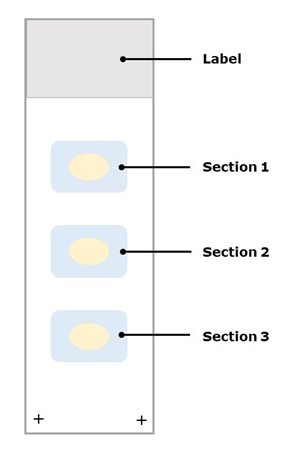 Label
Section 1
Section 2
Section 3
+ +